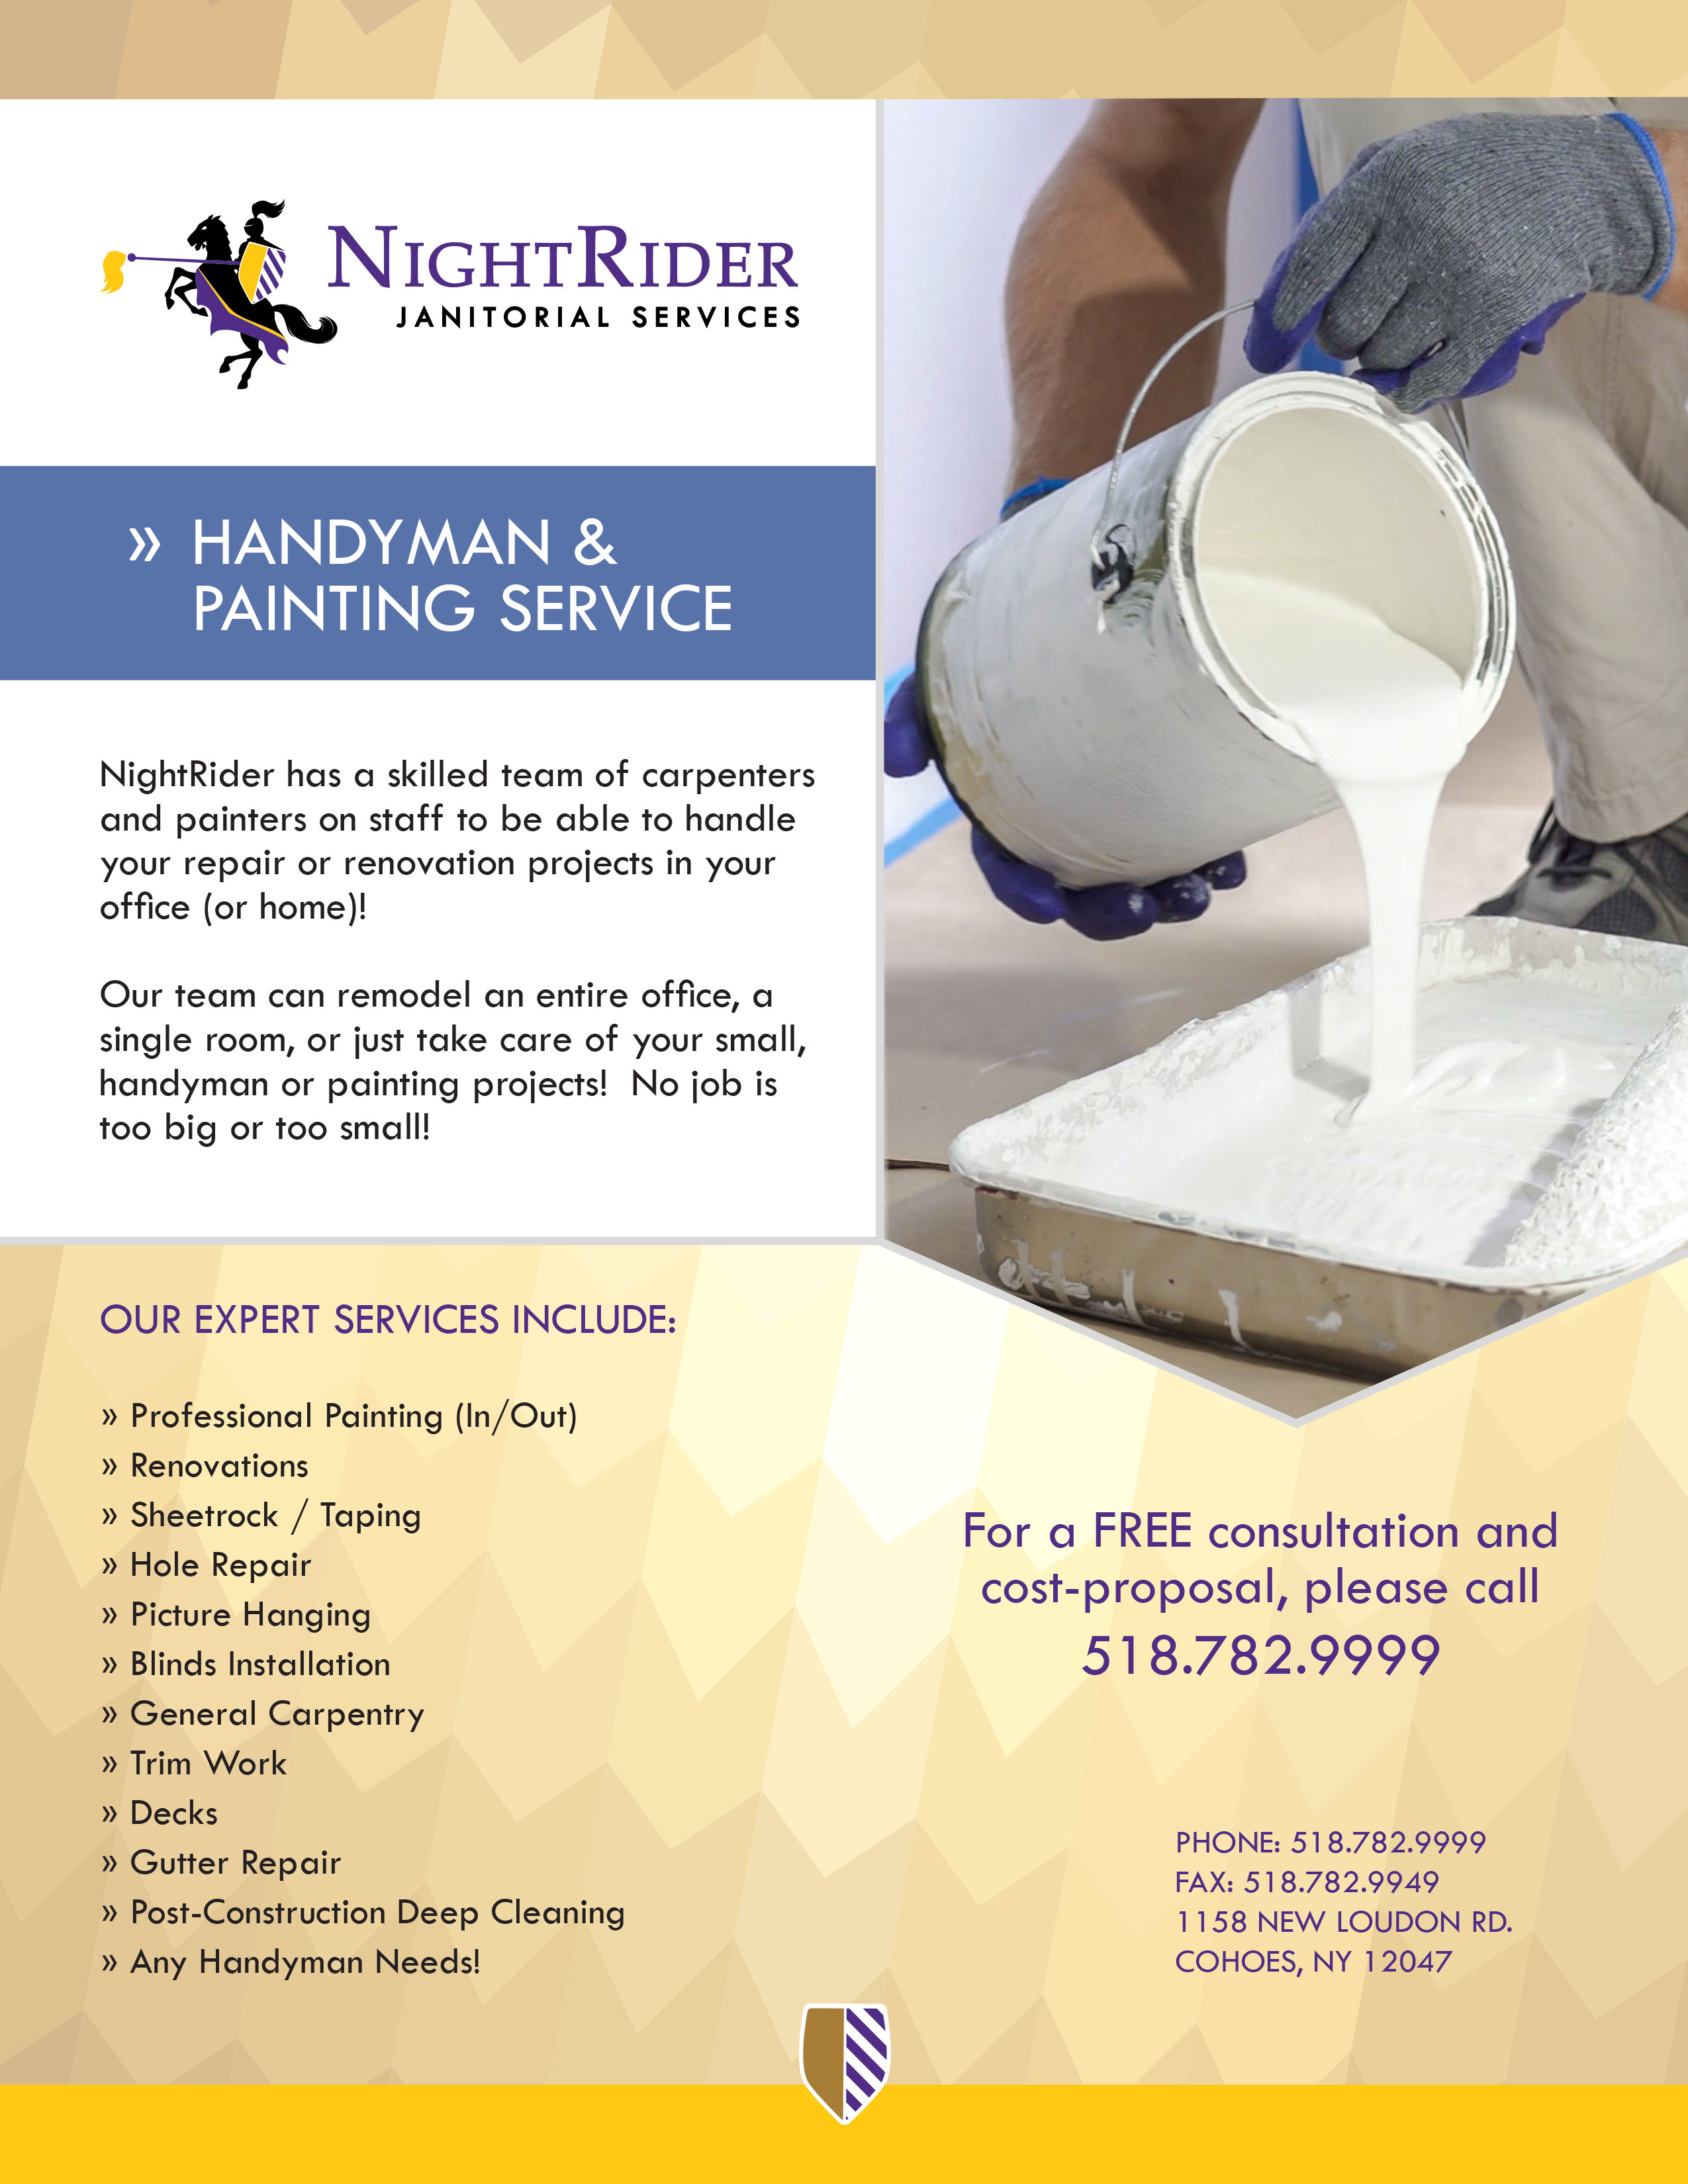 NIGHTRIDER
JANITORIAL SERVICES
» HANDYMAN &
PAINTING SERVICE
NightRider has a skilled team of carpenters
and painters on staff to be able to handle
your repair or renovation projects in your
office (or home)!
Our team can remodel an entire office, a
single room, or just take care of your small,
handyman or painting projects!  No job is
too big or too small!
OUR EXPERT SERVICES INCLUDE:
» Professional Painting (In/Out)
» Renovations
» Sheetrock / Taping
» Hole Repair
» Picture Hanging
» Blinds Installation
» General Carpentry
» Trim Work
» Decks
» Gutter Repair
» Post-Construction Deep Cleaning
» Any Handyman Needs!
For a FREE consultation and
cost-proposal, please call
518.782.9999
PHONE: 518.782.9999
FAX: 518.782.9949
1158 NEW LOUDON RD.
COHOES, NY 12047